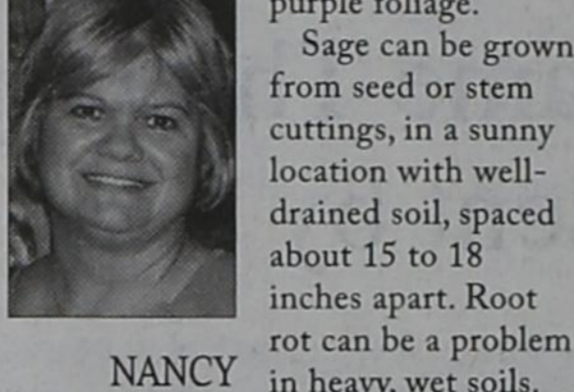 purple foliage.
Sage can be grown
from seed or stem
cuttings, in a sunny
location with well-
drained soil, spaced
about 15 to 18
inches apart. Root
rot can be a problem
in heavy, wet soils.
NANCY